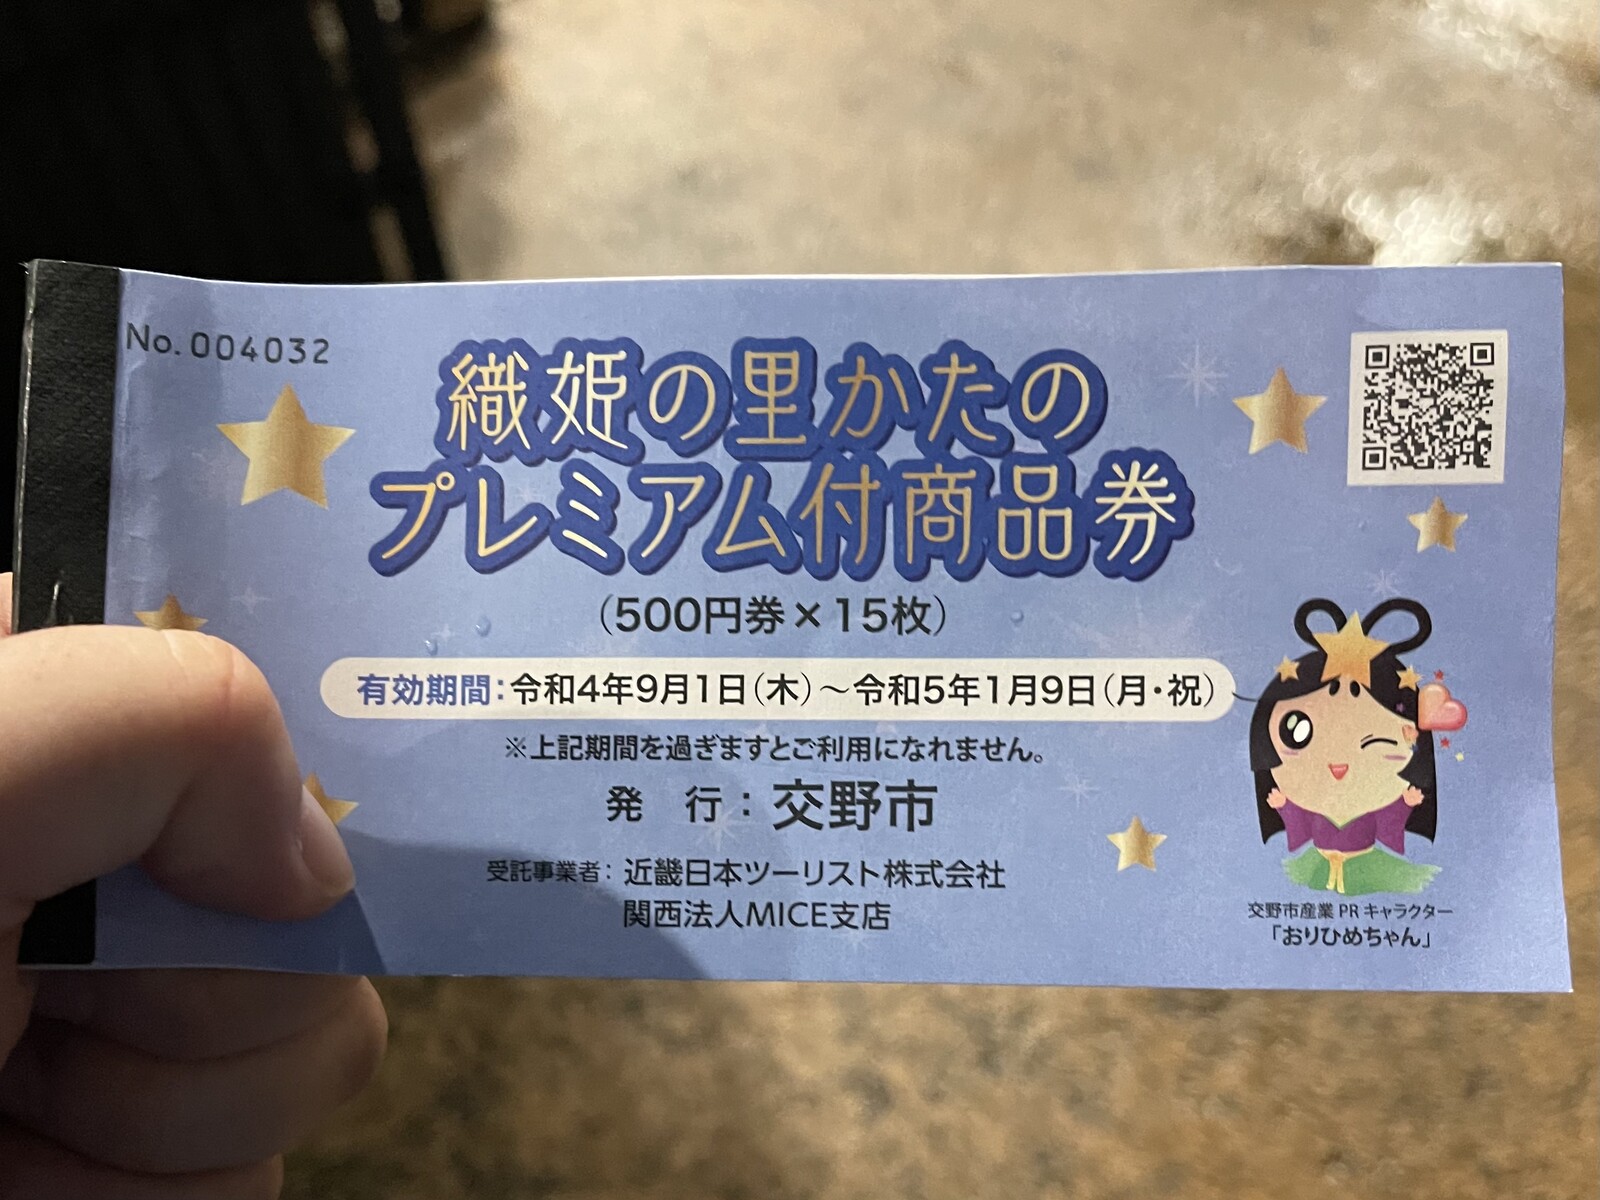 No.004032
織姫の里かたの
プレミアム付商品券
（500円券×15枚）
有効期間：令和4年9月1日（木）～令和5年1月9日（月・祝）
※上記期間を過ぎますとご利用になれません。
発　行：交野市
受託事業者：近畿日本ツーリスト株式会社
関西法人MICE支店
交野市産業PRキャラクター
「おりひめちゃん」